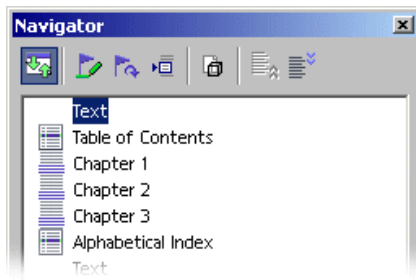 Navigator
Text
Table of Contents
Chapter 1
Chapter 2
Chapter 3
Alphabetical Index
Text